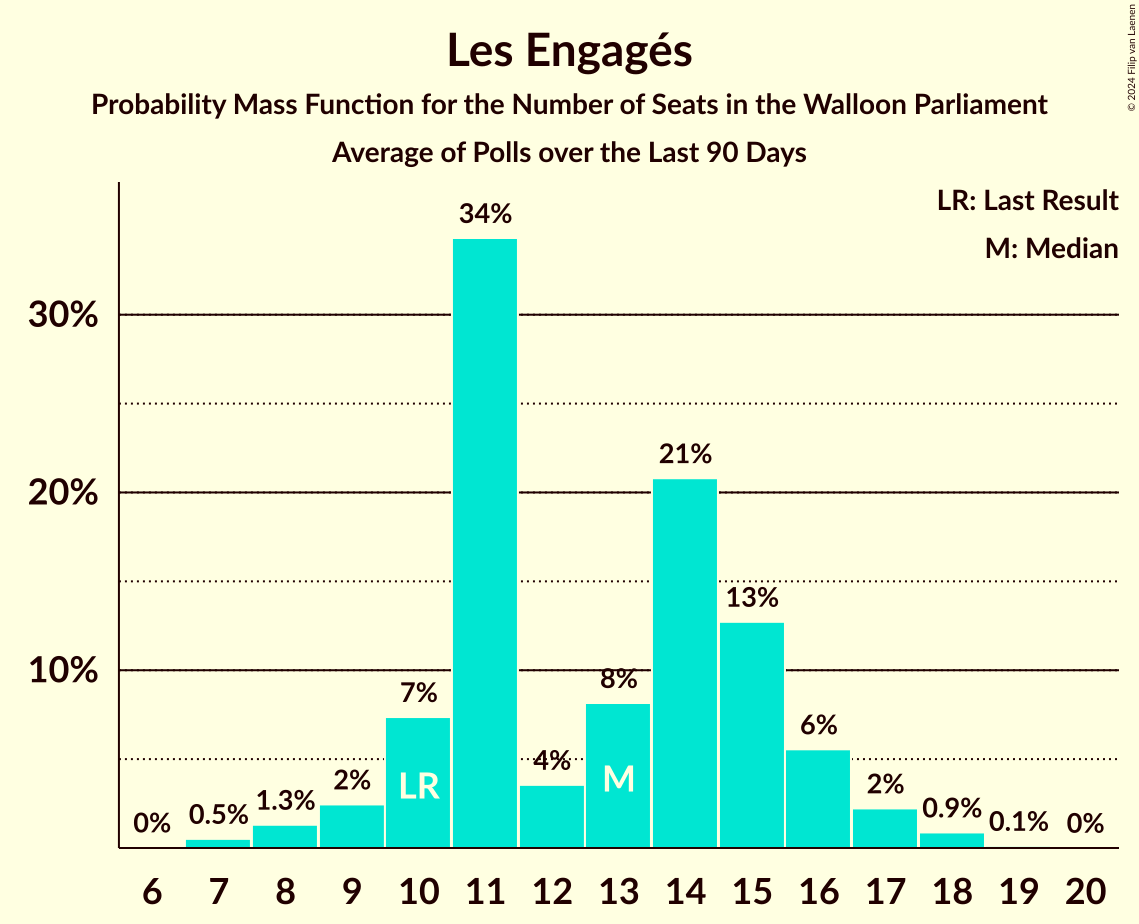 Les Engagés
Probability Mass Function for the Number of Seats in the Walloon Parliament
Average of Polls over the Last 90 Days
© 2024 Filip van Laenen
LR: Last Result
M: Median
30%
20%
10%
0%
0.5%
1.3%
2%
7%
34%
4%
8%
21%
13%
6%
2%
0.9%
0.1%
0%
LR
M
6 7 8 9 10 11 12 13 14 15 16 17 18 19 20